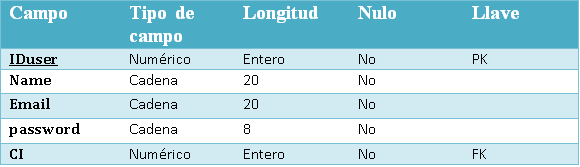 Campo Tipo de campo Longitud Nulo Llave
IDuser Numérico Entero No PK
Name Cadena 20 No
Email Cadena 20 No
password Cadena 8 No
CI Numérico Entero No FK